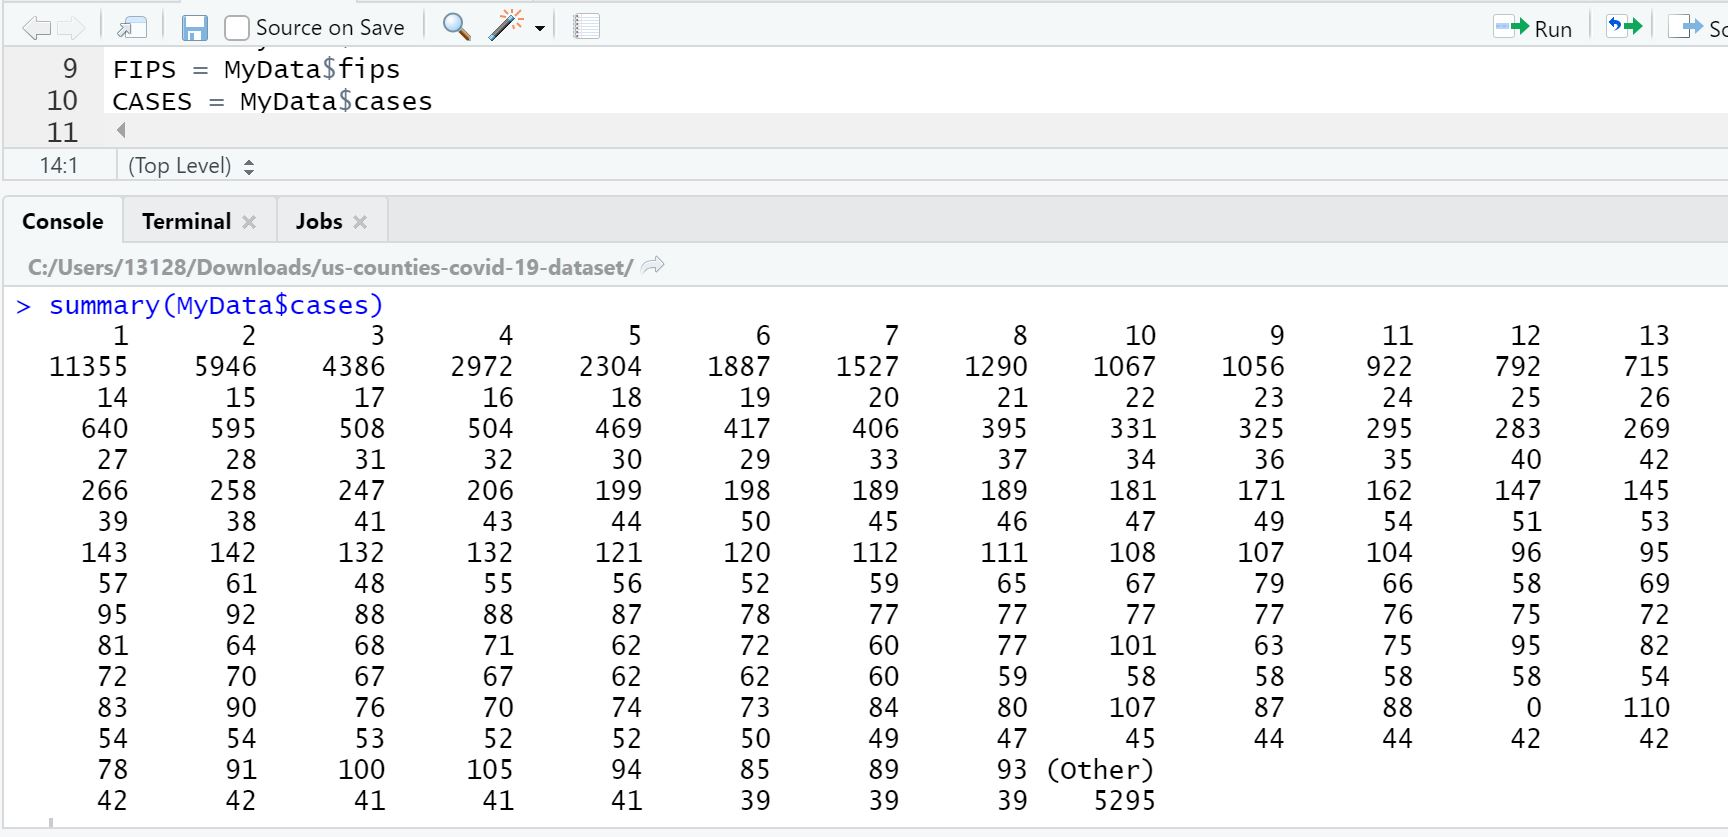 Source on Save Run
9 FIPS = MyData$fips
10 CASES = MyData$cases
11
14:1 (Top Level)
Console Terminal Jobs
C:/Users/13128/Downloads/us-counties-covid-19-dataset/
> summary(MyData$cases)
1 2 3 4 5 6 7 8 10 9 11 12 13
11355 5946 4386 2972 2304 1887 1527 1290 1067 1056 922 792 715
14 15 17 16 18 19 20 21 22 23 24 25 26
640 595 508 504 469 417 406 395 331 325 295 283 269
27 28 31 32 30 29 33 37 34 36 35 40 42
266 258 247 206 199 198 189 189 181 171 162 147 145
39 38 41 43 44 50 45 46 47 49 54 51 53
143 142 132 132 121 120 112 111 108 107 104 96 95
57 61 48 55 56 52 59 65 67 79 66 58 69
95 92 88 88 87 78 77 77 77 77 76 75 72
81 64 68 71 62 72 60 77 101 63 75 95 82
72 70 67 67 62 62 60 59 58 58 58 58 54
83 90 76 70 74 73 84 80 107 87 88 0 110
54 54 53 52 52 50 49 47 45 44 44 42 42
78 91 100 105 94 85 89 93 (Other)
42 42 41 41 41 39 39 39 5295